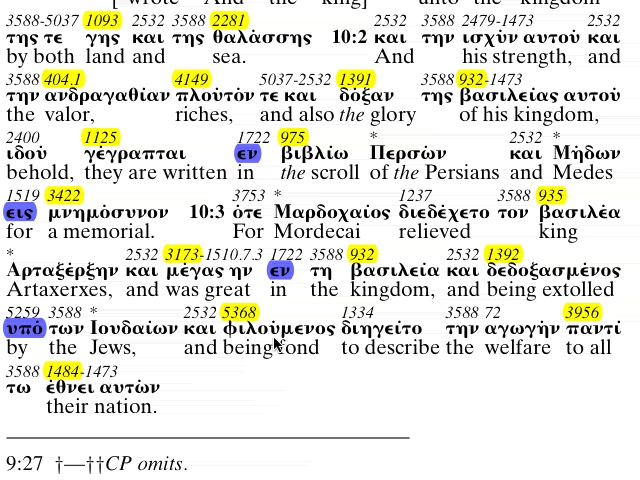 [ wrote And the king] unto the kingdom
3588-5037 1093 2532 3588 2281 2532 3588 2479-1473 2532
της τε γης και της θαλάσσης 10:2 και την ισχύν αυτού και
by both land and sea. And his strength, and
3588 404.1 4149 5037-2532 1391 3588 932-1473
την ανδραγαθίαν πλούτόν τε και δόξαν της βασιλείας αυτού
the valor, riches, and also the glory of his kingdom,
2400 1125 1722 975 * 2532 *
ιδού γέγραπται εν βιβλίω Περσών και Μήδων
behold, they are written in the scroll of the Persians and Medes
1519 3422 3753 * 1237 3588 935
εις μνημόσυνον 10:3 ότε Μαρδοχαίος διεδέχετο τον βασιλέα
for a memorial. For Mordecai relieved king
* 2532 3173-1510.7.3 1722 3588 932 2532 1392
Αρταξέρξην και μέγας ην εν τη βασιλεία και δεδοξασμένος
Artaxerxes, and was great in the kingdom, and being extolled
5259 3588 * 2532 5368 1334 3588 72 3956
υπό των Ιουδαίων και φιλούμενος διηγείτο την αγωγήν παντί
by the Jews, and being fond to describe the welfare to all
3588 1484-1473
τω έθνει αυτών
their nation.
9:27 †—††CP omits.